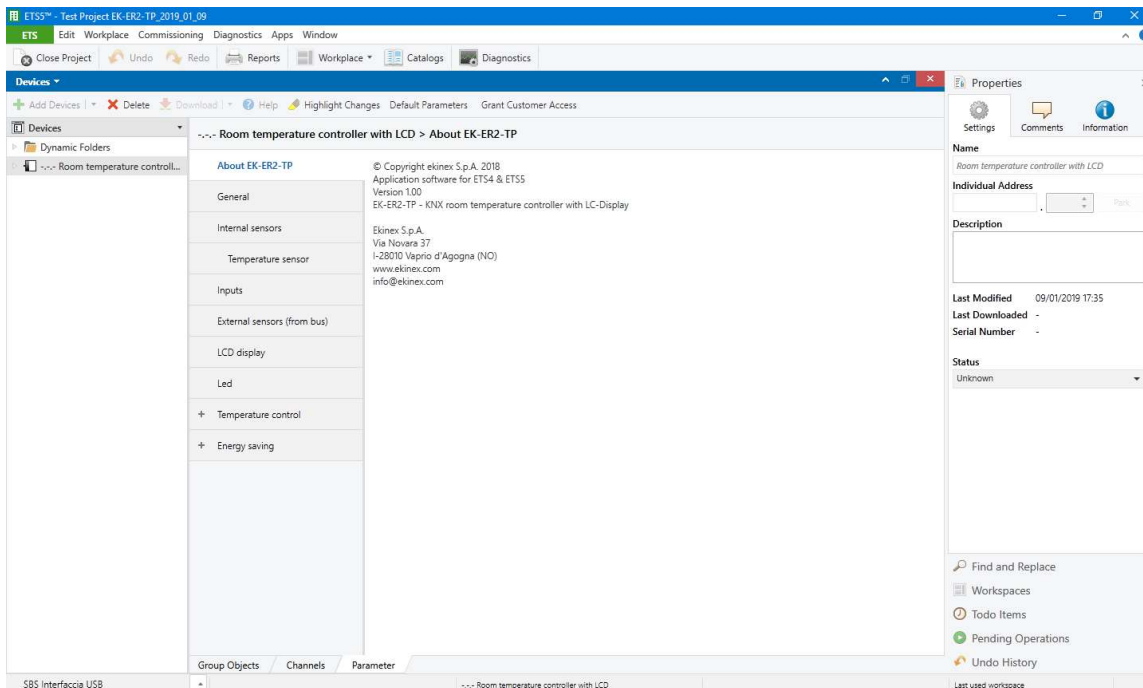 ETS5™ - Test Project EK-ER2-TP_2019_01_09
ETS Edit Workplace Commissioning Diagnostics Apps Window
Close Project Undo Redo Reports Workplace Catalogs Diagnostics
Devices
Add Devices Delete Download Help Highlight Changes Default Parameters Grant Customer Access
Devices
Dynamic Folders
-.-.- Room temperature controll...
-.-.- Room temperature controller with LCD > About EK-ER2-TP
About EK-ER2-TP
General
Internal sensors
Temperature sensor
Inputs
External sensors (from bus)
LCD display
Led
+ Temperature control
+ Energy saving
© Copyright ekinex S.p.A. 2018
Application software for ETS4 & ETS5
Version 1.00
EK-ER2-TP - KNX room temperature controller with LC-Display
Ekinex S.p.A.
Via Novara 37
I-28010 Vaprio d'Agogna (NO)
www.ekinex.com
info@ekinex.com
Group Objects Channels Parameter
Properties
Settings Comments Information
Name
Room temperature controller with LCD
Individual Address
. Park
Description
Last Modified 09/01/2019 17:35
Last Downloaded -
Serial Number -
Status
Unknown
Find and Replace
Workspaces
Todo Items
Pending Operations
Undo History
SBS Interfaccia USB -.-.- Room temperature controller with LCD Last used workspace